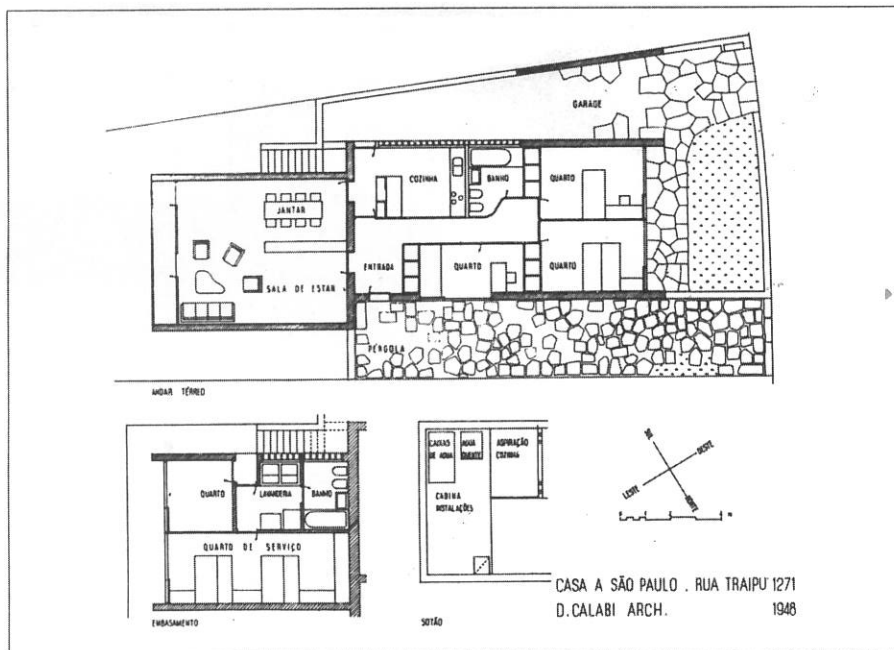 GARAGE
COZINHA
BANHO
QUARTO
JANTAR
SALA DE ESTAR
ENTRADA
QUARTO
QUARTO
PÉRGOLA
ANDAR TÉRREO
QUARTO
LAVANDERIA
BANHO
QUARTO DE SERVIÇO
EMBASAMENTO
CAIXAS
DE AGUA
AGUA
QUENTE
ASPIRAÇÃO
COZINHA
CABINA
INSTALAÇÕES
SOTÃO
OESTE
LESTE
NORTE
CASA A SÃO PAULO . RUA TRAIPU 1271
D.CALABI ARCH. 1948